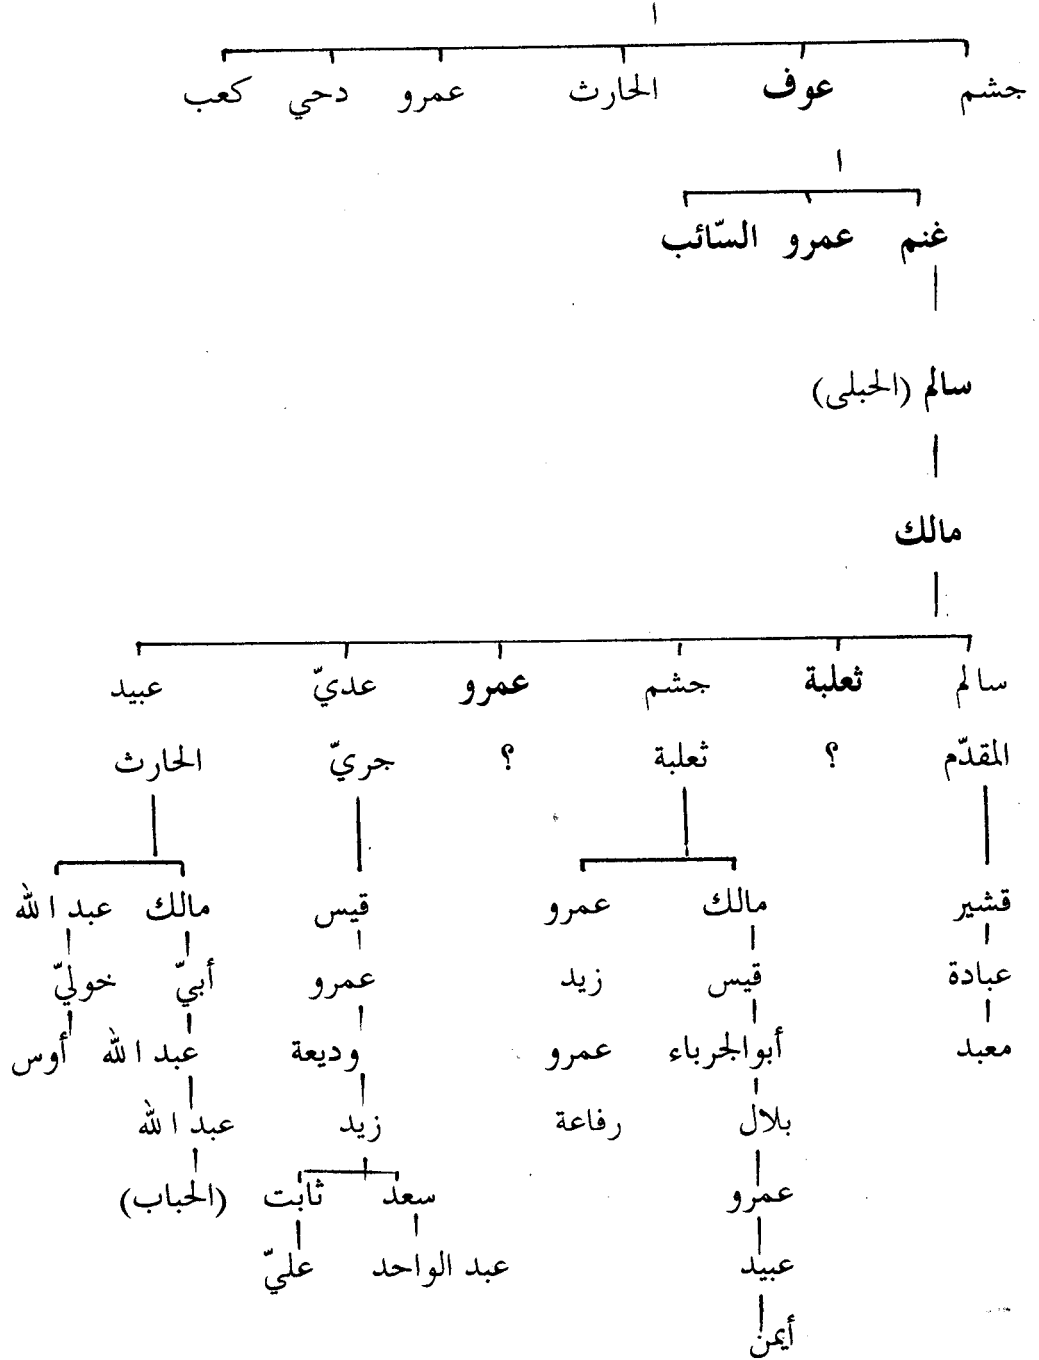 جشم عوف الحارث عمرو دحي كعب
غنم عمرو السّائب
سالم (الحبلى)
مالك
سالم ثعلبة جشم عمرو عديّ عبيد
المقدّم ؟ ثعلبة ؟ جريّ الحارث
قشير مالك عمرو قيس مالك عبد الله
عبادة قيس زيد عمرو أبيّ خوليّ
معبد أبوالجرباء عمرو وديعة عبد الله أوس
بلال رفاعة زيد عبد الله
عمرو سعد ثابت (الحباب)
عبيد عبد الواحد عليّ
أيمن